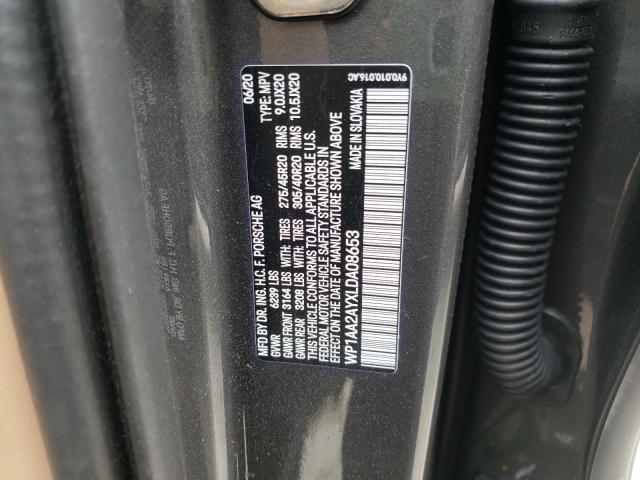 MFD BY DR. ING. H.C. F. PORSCHE AG 06/20
GVWR 6239 LBS TYPE: MPV
GAWR FRONT 3164 LBS WITH: TIRES 275/45R20 RIMS 9.0JX20
GAWR REAR 3208 LBS WITH: TIRES 305/40R20 RIMS 10.5JX20
THIS VEHICLE CONFORMS TO ALL APPLICABLE U.S.
FEDERAL MOTOR VEHICLE SAFETY STANDARDS IN
EFFECT ON THE DATE OF MANUFACTURE SHOWN ABOVE
WP1AA2AYXLDA08653 MADE IN SLOVAKIA
9Y0.010.016.AC